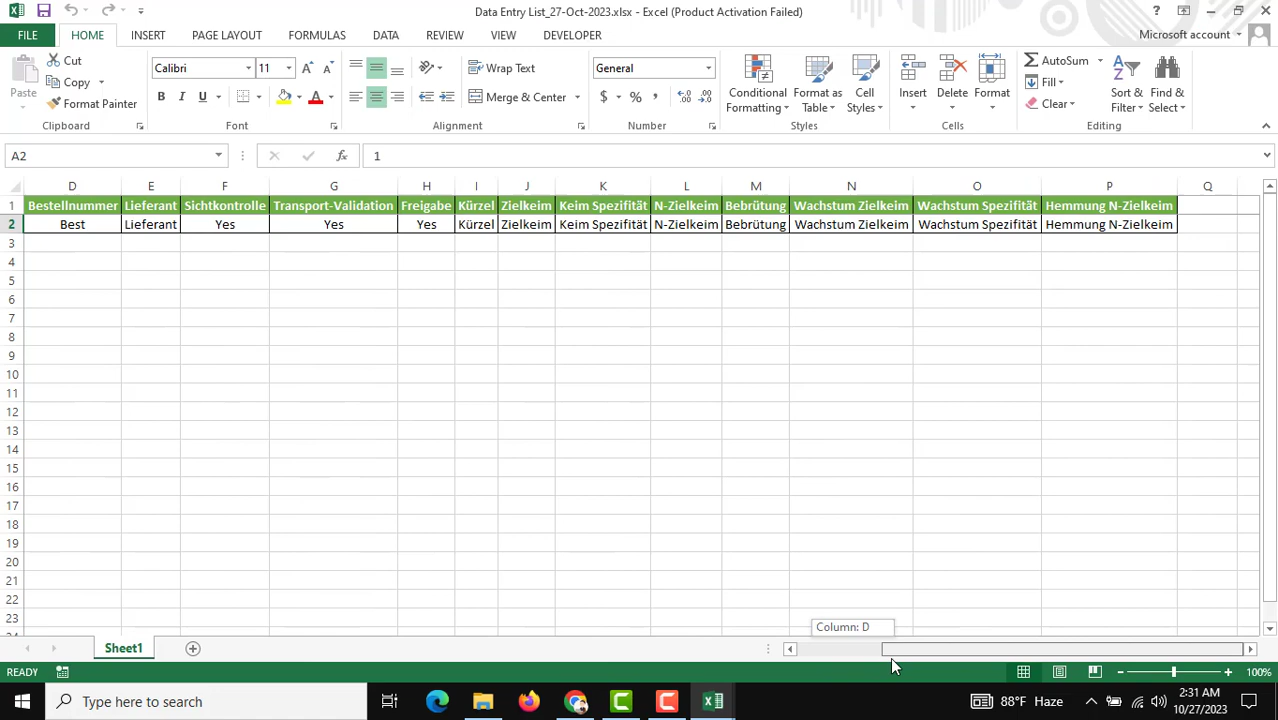 Data Entry List_27-Oct-2023.xlsx - Excel (Product Activation Failed)
FILE HOME INSERT PAGE LAYOUT FORMULAS DATA REVIEW VIEW DEVELOPER Microsoft account
Paste Cut Copy Format Painter Clipboard
Calibri 11 B I U A Font
Wrap Text Merge & Center Alignment
General $ % , Number
Conditional Formatting Format as Table Cell Styles Styles
Insert Delete Format Cells
AutoSum Fill Clear Sort & Filter Find & Select Editing
A2 fx 1
D E F G H I J K L M N O P Q
1 Bestellnummer Lieferant Sichtkontrolle Transport-Validation Freigabe Kürzel Zielkeim Keim Spezifität N-Zielkeim Bebrütung Wachstum Zielkeim Wachstum Spezifität Hemmung N-Zielkeim
2 Best Lieferant Yes Yes Yes Kürzel Zielkeim Keim Spezifität N-Zielkeim Bebrütung Wachstum Zielkeim Wachstum Spezifität Hemmung N-Zielkeim
3
4
5
6
7
8
9
10
11
12
13
14
15
16
17
18
19
20
21
22
23
Column: D
Sheet1
READY 100%
Type here to search 88°F Haze 2:31 AM
10/27/2023